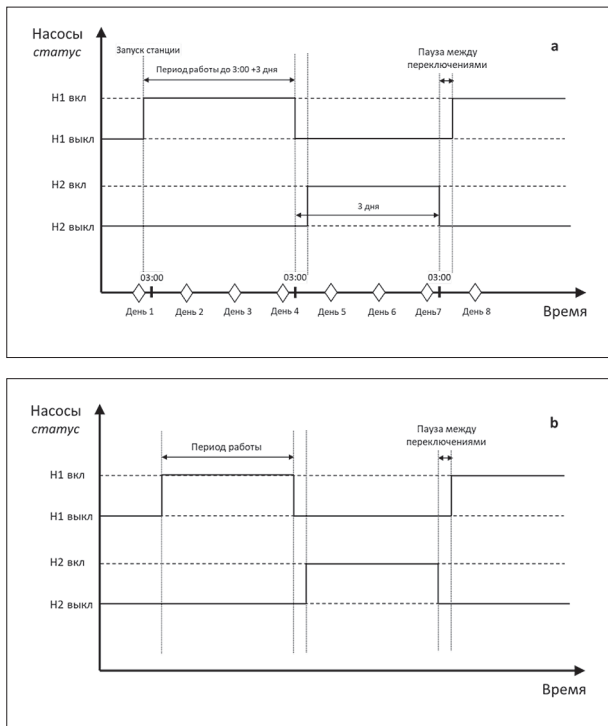 Насосы
статус
Запуск станции
a
Период работы до 3:00 +3 дня
Пауза между
переключениями
Н1 вкл
Н1 выкл
Н2 вкл
3 дня
Н2 выкл
03:00
03:00
03:00
День 1
День 2
День 3
День 4
День 5
День 6
День7
День 8
Время
Насосы
статус
b
Период работы
Пауза между
переключениями
Н1 вкл
Н1 выкл
Н2 вкл
Н2 выкл
Время